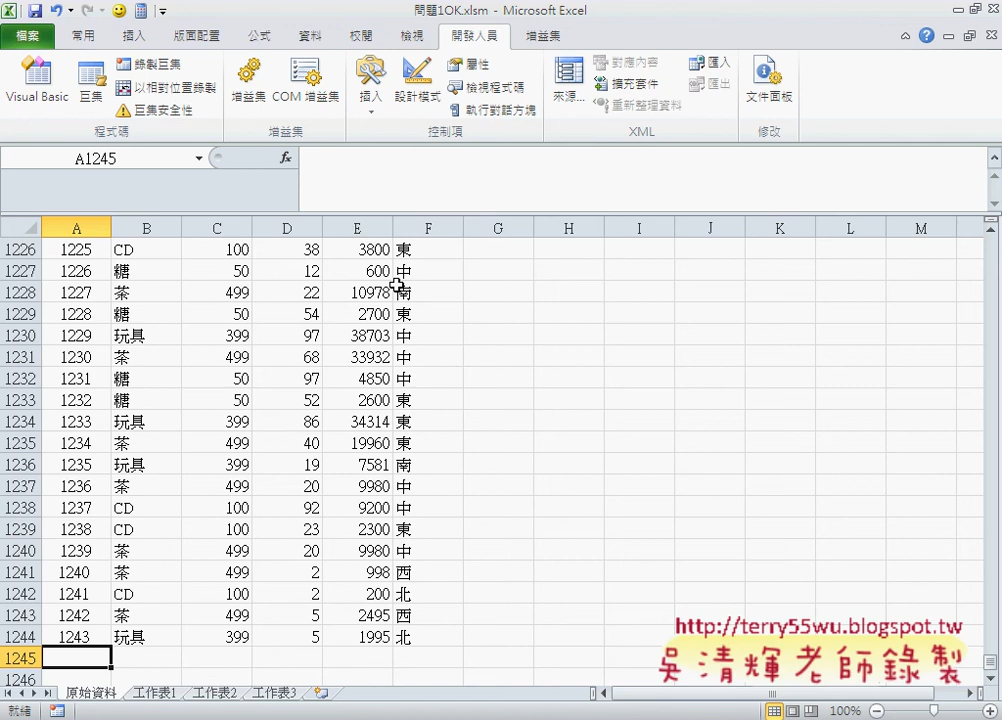 問題1OK.xlsm - Microsoft Excel
檔案 常用 插入 版面配置 公式 資料 校閱 檢視 開發人員 增益集
Visual Basic 巨集 錄製巨集 以相對位置錄製 巨集安全性 程式碼
增益集 COM 增益集 增益集
插入 設計模式 屬性 檢視程式碼 執行對話方塊 控制項
來源... 對應內容 擴充套件 重新整理資料 匯入 匯出 XML
文件面板 修改
A1245 fx
A B C D E F G H I J K L M
1226 1225 CD 100 38 3800 東
1227 1226 糖 50 12 600 中
1228 1227 茶 499 22 10978 南
1229 1228 糖 50 54 2700 東
1230 1229 玩具 399 97 38703 中
1231 1230 茶 499 68 33932 中
1232 1231 糖 50 97 4850 中
1233 1232 糖 50 52 2600 東
1234 1233 玩具 399 86 34314 東
1235 1234 茶 499 40 19960 東
1236 1235 玩具 399 19 7581 南
1237 1236 茶 499 20 9980 中
1238 1237 CD 100 92 9200 中
1239 1238 CD 100 23 2300 東
1240 1239 茶 499 20 9980 中
1241 1240 茶 499 2 998 西
1242 1241 CD 100 2 200 北
1243 1242 茶 499 5 2495 西
1244 1243 玩具 399 5 1995 北
1245
1246
http://terry55wu.blogspot.tw
吳清輝老師錄製
原始資料 工作表1 工作表2 工作表3
就緒 100%